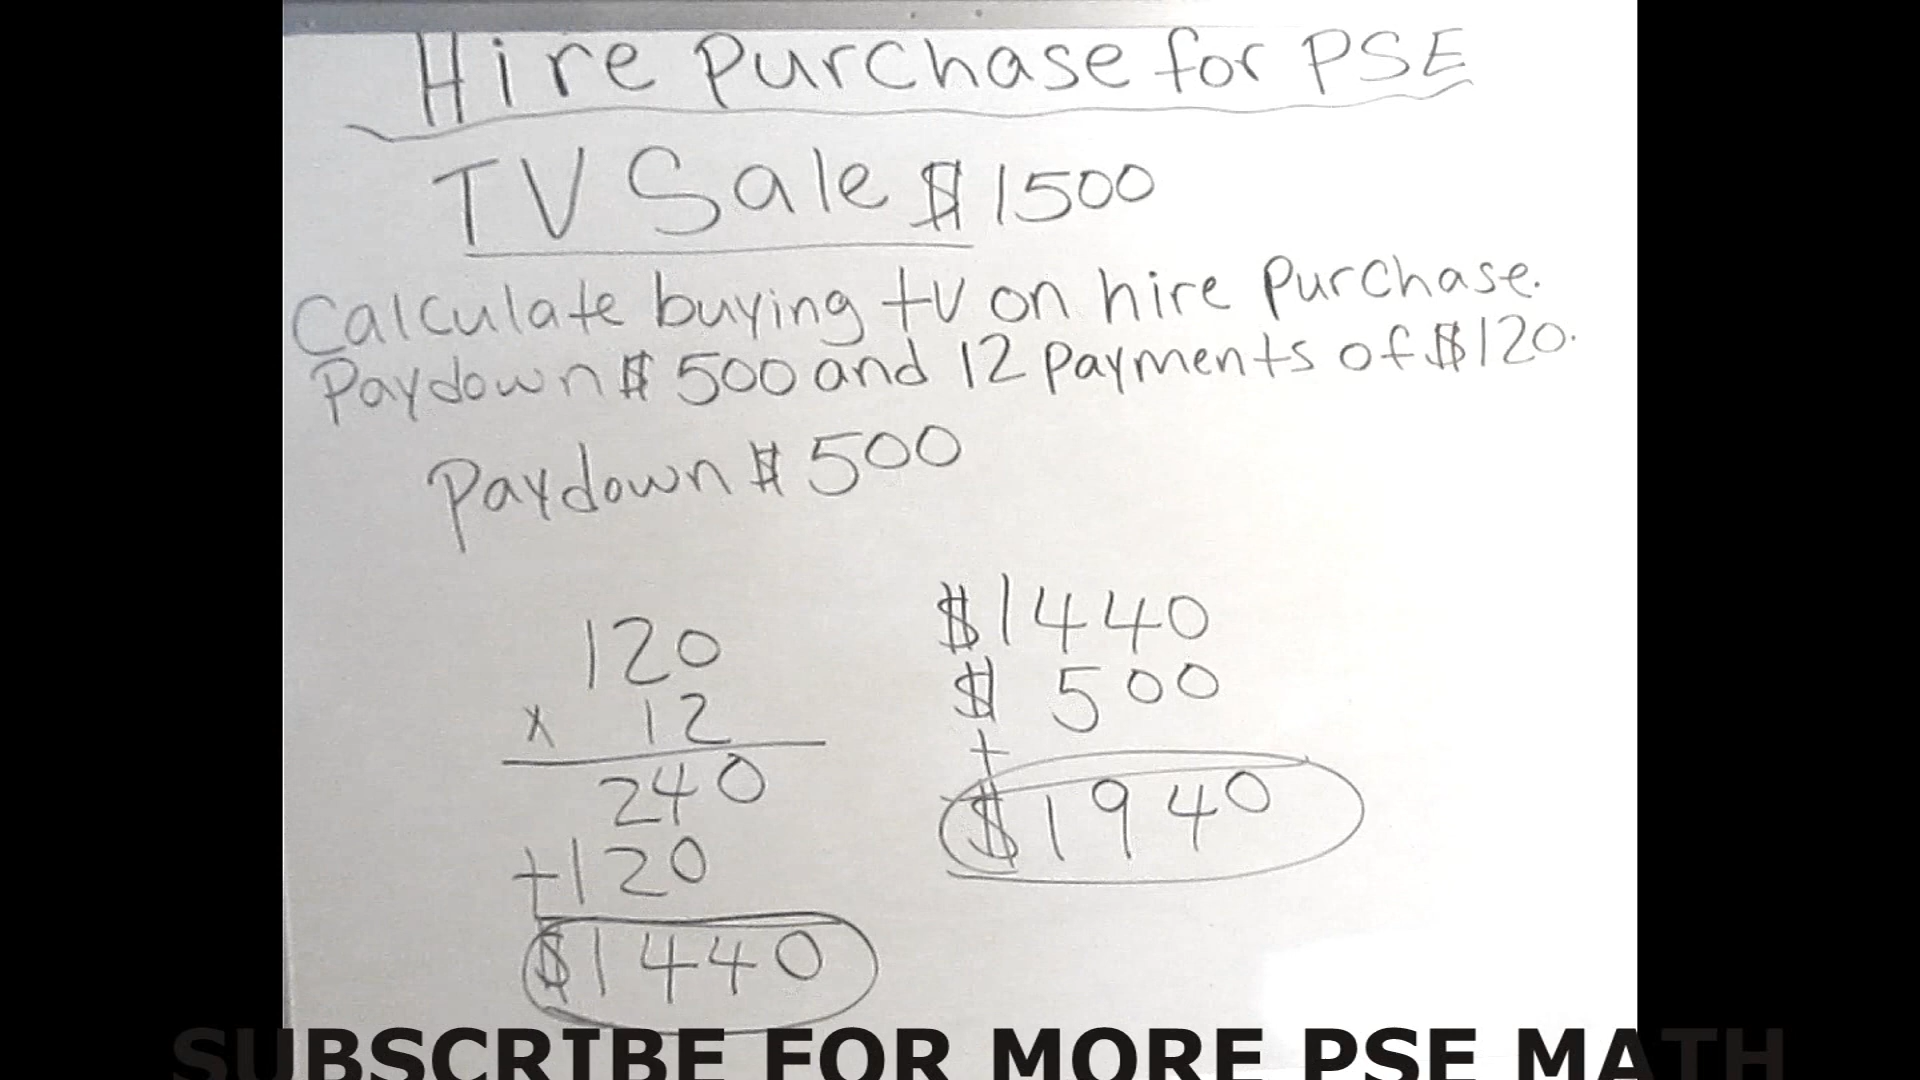 Hire purchase for PSE
TV Sale $1500
Calculate buying tv on hire purchase.
Paydown $500 and 12 payments of $120.
Paydown $500
120
x 12
240
+120
$1440
$1440
$ 500
+
$1940
SUBSCRIBE FOR MORE PSE MATH